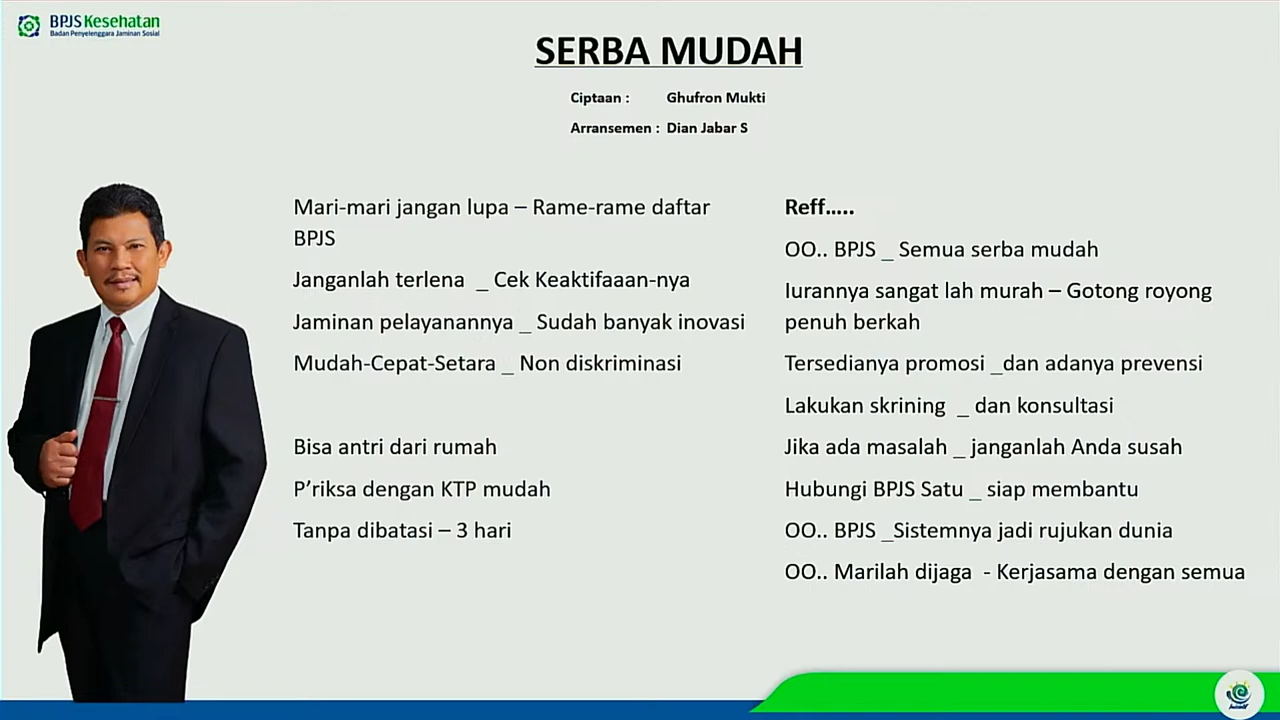 BPJS Kesehatan
Badan Penyelenggara Jaminan Sosial
SERBA MUDAH
Ciptaan : Ghufron Mukti
Arransemen : Dian Jabar S
Mari-mari jangan lupa – Rame-rame daftar
BPJS
Janganlah terlena _ Cek Keaktifaaan-nya
Jaminan pelayanannya _ Sudah banyak inovasi
Mudah-Cepat-Setara _ Non diskriminasi
Bisa antri dari rumah
P’riksa dengan KTP mudah
Tanpa dibatasi – 3 hari
Reff…..
OO.. BPJS _ Semua serba mudah
Iurannya sangat lah murah – Gotong royong
penuh berkah
Tersedianya promosi _dan adanya prevensi
Lakukan skrining _ dan konsultasi
Jika ada masalah _ janganlah Anda susah
Hubungi BPJS Satu _ siap membantu
OO.. BPJS _Sistemnya jadi rujukan dunia
OO.. Marilah dijaga - Kerjasama dengan semua